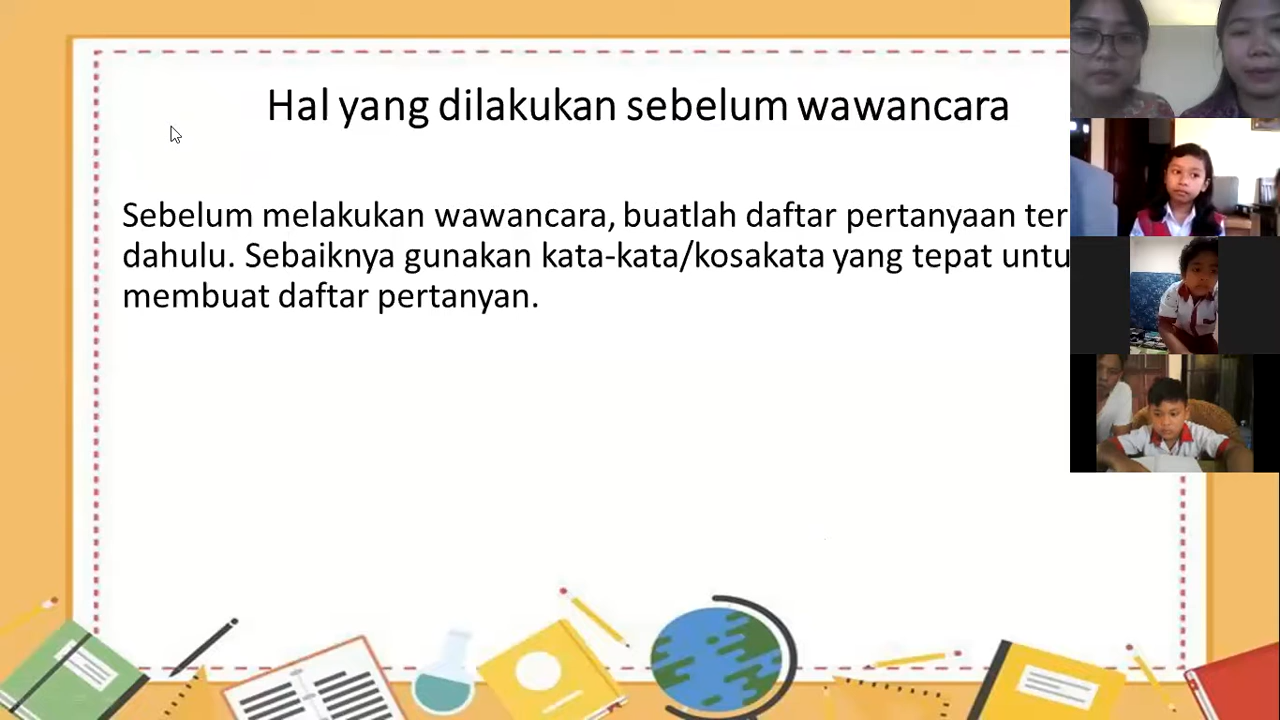 Hal yang dilakukan sebelum wawancara
Sebelum melakukan wawancara, buatlah daftar pertanyaan ter
dahulu. Sebaiknya gunakan kata-kata/kosakata yang tepat untu
membuat daftar pertanyan.